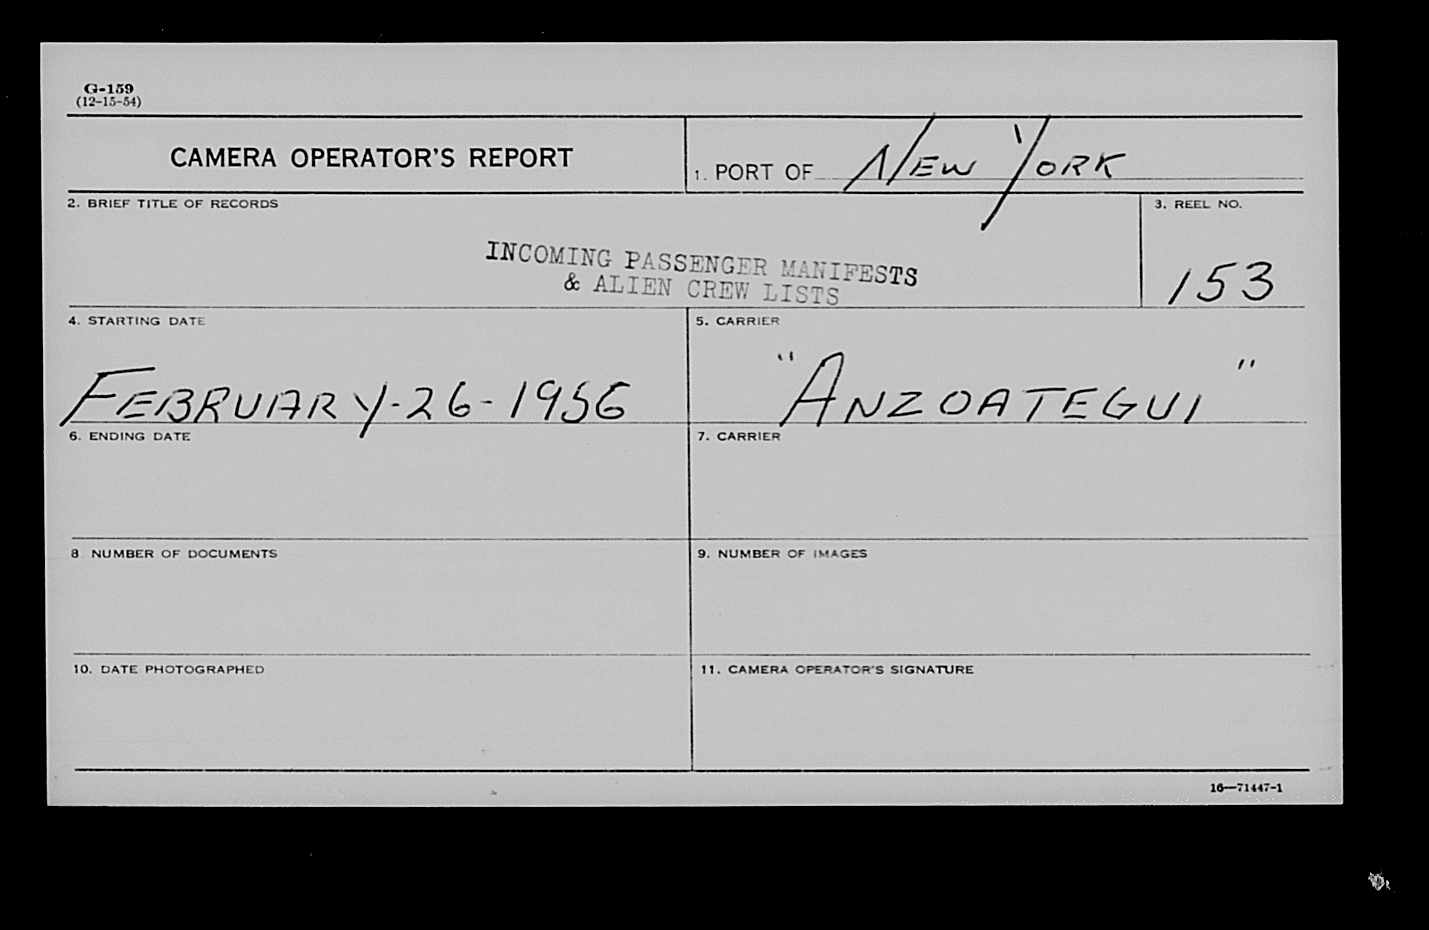 G-159
(12-15-54)
CAMERA OPERATOR'S REPORT
1. PORT OF NEW YORK
2. BRIEF TITLE OF RECORDS
INCOMING PASSENGER MANIFESTS
& ALIEN CREW LISTS
3. REEL NO.
153
4. STARTING DATE
FEBRUARY-26-1956
5. CARRIER
"ANZOATEGUI"
6. ENDING DATE
7. CARRIER
8 NUMBER OF DOCUMENTS
9. NUMBER OF IMAGES
10. DATE PHOTOGRAPHED
11. CAMERA OPERATOR'S SIGNATURE
16—71447-1